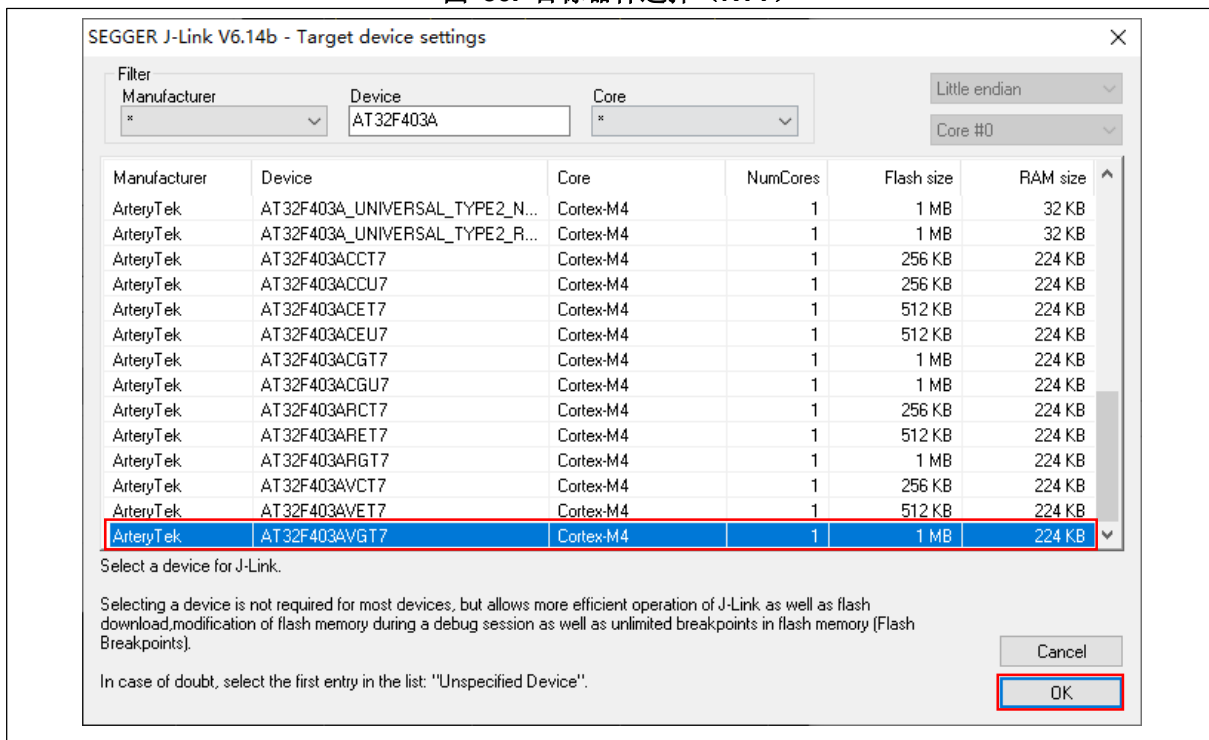 SEGGER J-Link V6.14b - Target device settings
Filter
Manufacturer Device Core
* AT32F403A *
Little endian
Core #0
Manufacturer Device Core NumCores Flash size RAM size
ArteryTek AT32F403A_UNIVERSAL_TYPE2_N... Cortex-M4 1 1 MB 32 KB
ArteryTek AT32F403A_UNIVERSAL_TYPE2_R... Cortex-M4 1 1 MB 32 KB
ArteryTek AT32F403ACCT7 Cortex-M4 1 256 KB 224 KB
ArteryTek AT32F403ACCU7 Cortex-M4 1 256 KB 224 KB
ArteryTek AT32F403ACET7 Cortex-M4 1 512 KB 224 KB
ArteryTek AT32F403ACEU7 Cortex-M4 1 512 KB 224 KB
ArteryTek AT32F403ACGT7 Cortex-M4 1 1 MB 224 KB
ArteryTek AT32F403ACGU7 Cortex-M4 1 1 MB 224 KB
ArteryTek AT32F403ARCT7 Cortex-M4 1 256 KB 224 KB
ArteryTek AT32F403ARET7 Cortex-M4 1 512 KB 224 KB
ArteryTek AT32F403ARGT7 Cortex-M4 1 1 MB 224 KB
ArteryTek AT32F403AVCT7 Cortex-M4 1 256 KB 224 KB
ArteryTek AT32F403AVET7 Cortex-M4 1 512 KB 224 KB
ArteryTek AT32F403AVGT7 Cortex-M4 1 1 MB 224 KB
Select a device for J-Link.
Selecting a device is not required for most devices, but allows more efficient operation of J-Link as well as flash
download,modification of flash memory during a debug session as well as unlimited breakpoints in flash memory (Flash
Breakpoints).
In case of doubt, select the first entry in the list: "Unspecified Device".
Cancel
OK